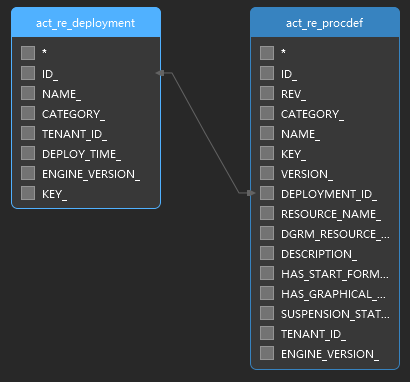 act_re_deployment
*
ID_
NAME_
CATEGORY_
TENANT_ID_
DEPLOY_TIME_
ENGINE_VERSION_
KEY_
act_re_procdef
*
ID_
REV_
CATEGORY_
NAME_
KEY_
VERSION_
DEPLOYMENT_ID_
RESOURCE_NAME_
DGRM_RESOURCE_...
DESCRIPTION_
HAS_START_FORM...
HAS_GRAPHICAL_...
SUSPENSION_STAT...
TENANT_ID_
ENGINE_VERSION_